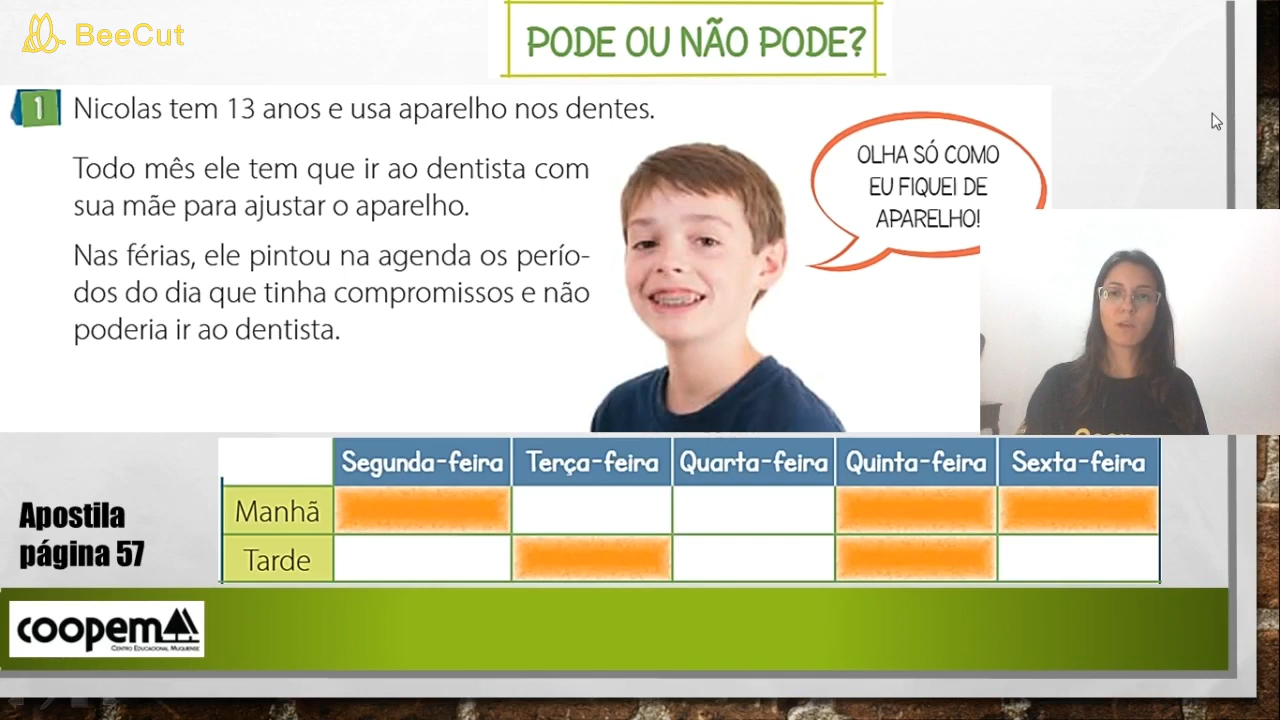 BeeCut
PODE OU NÃO PODE?
1 Nicolas tem 13 anos e usa aparelho nos dentes.
Todo mês ele tem que ir ao dentista com
sua mãe para ajustar o aparelho.
Nas férias, ele pintou na agenda os perío-
dos do dia que tinha compromissos e não
poderia ir ao dentista.
OLHA SÓ COMO
EU FIQUEI DE
APARELHO!
Segunda-feira Terça-feira Quarta-feira Quinta-feira Sexta-feira
Manhã
Tarde
Apostila
página 57
coopema
CENTRO EDUCACIONAL MUQUIENSE